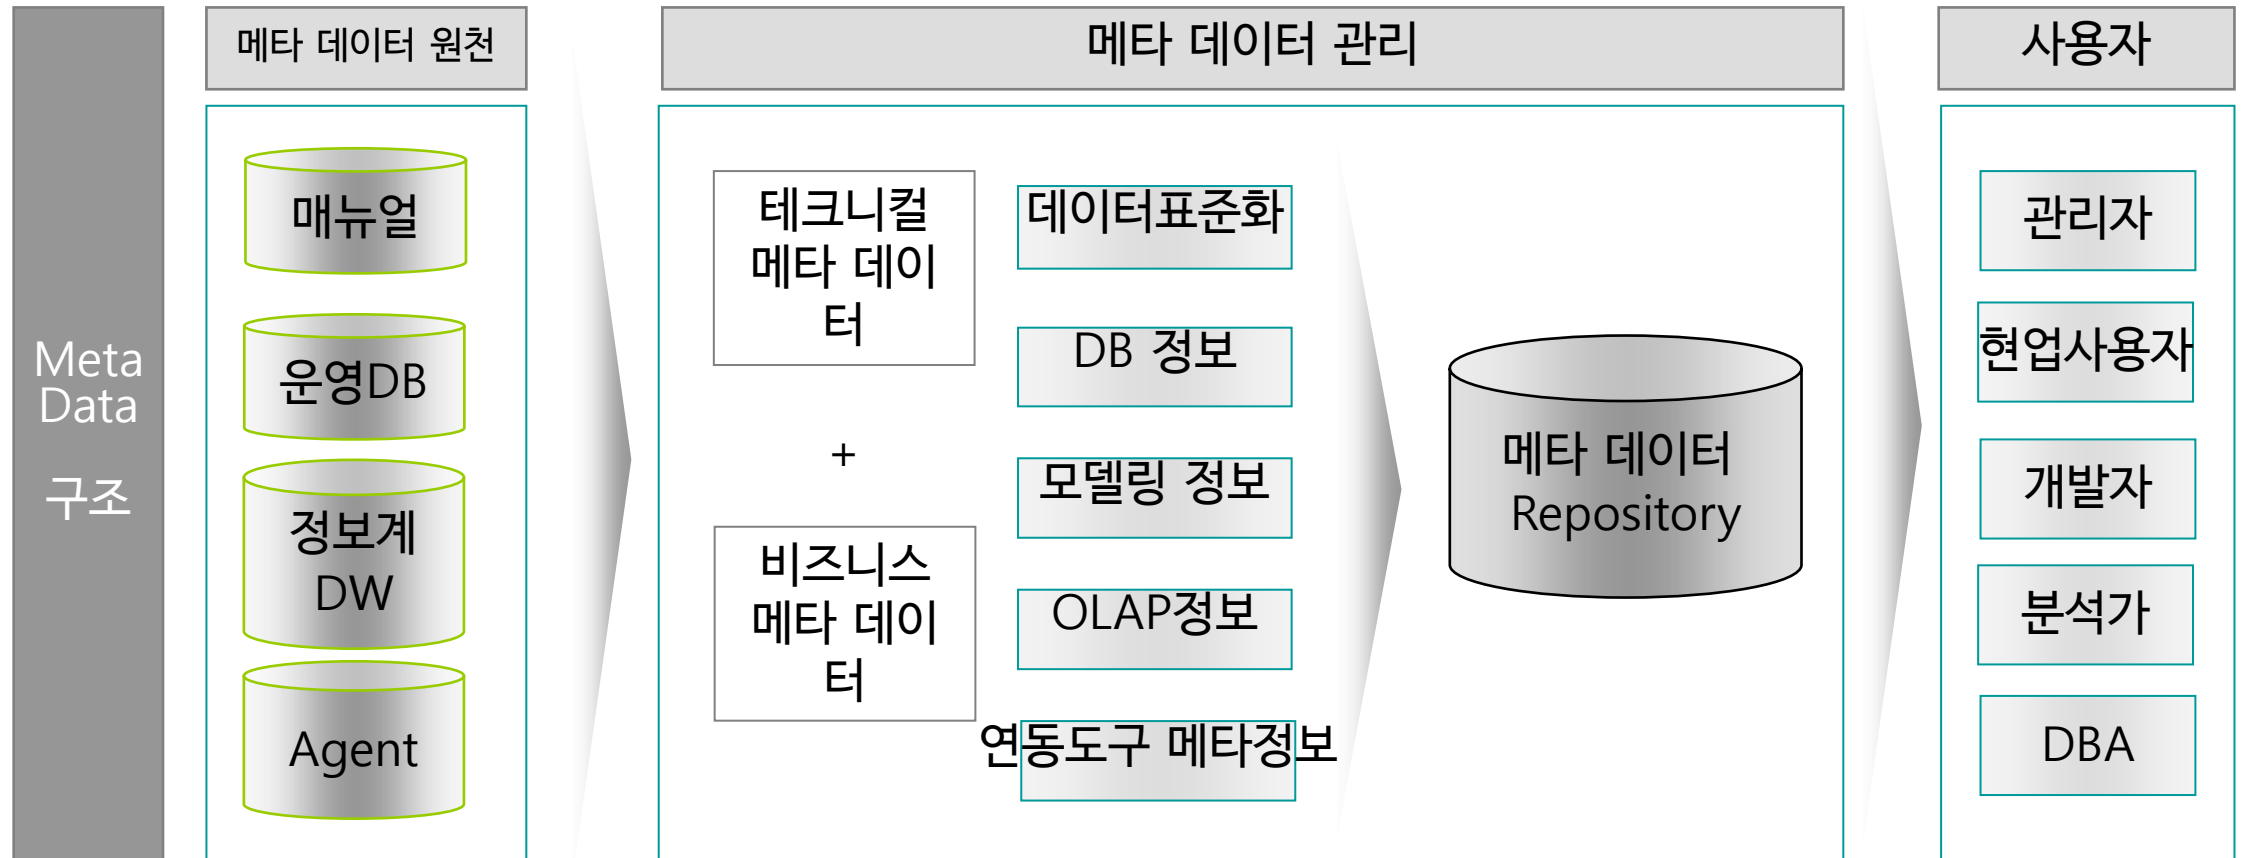 메타 데이터 원천
메타 데이터 관리
사용자
Meta
Data
구조
매뉴얼
운영DB
정보계
DW
Agent
테크니컬
메타 데이
터
+
비즈니스
메타 데이
터
데이터표준화
DB 정보
모델링 정보
OLAP정보
연동도구 메타정보
메타 데이터
Repository
관리자
현업사용자
개발자
분석가
DBA